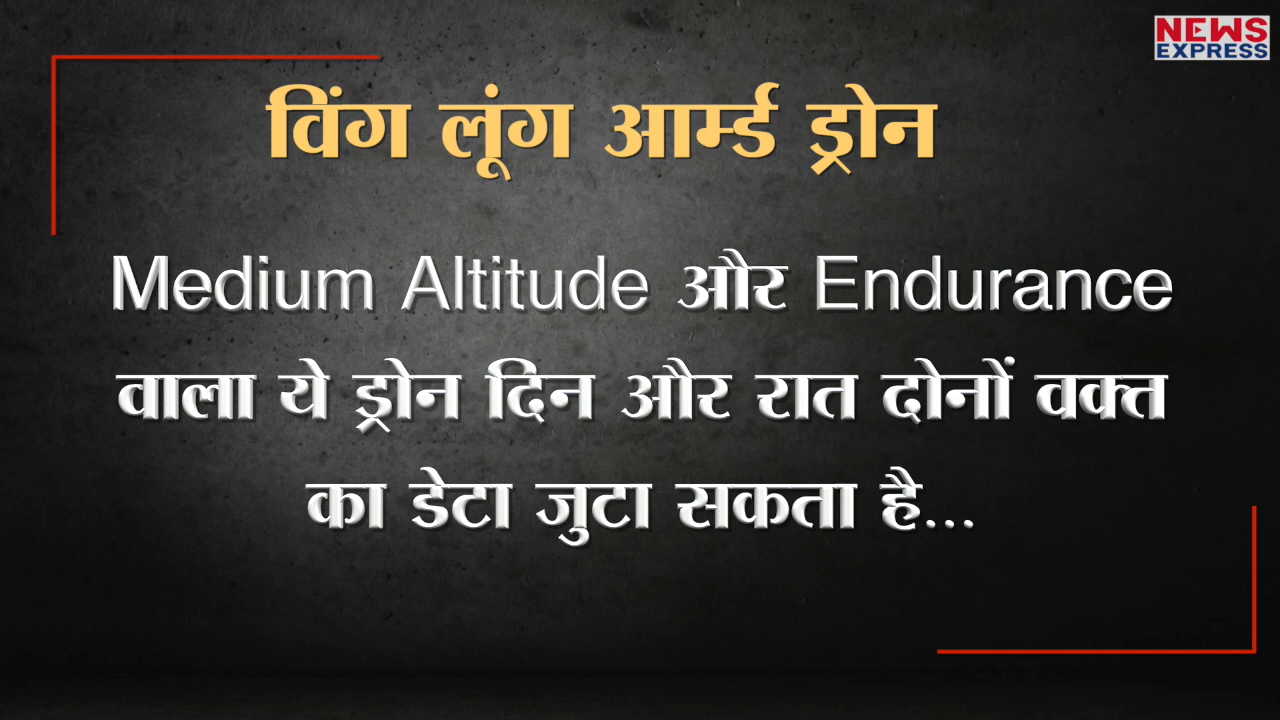 NEWS
EXPRESS
विंग लूंग आर्म्ड ड्रोन
Medium Altitude और Endurance
वाला ये ड्रोन दिन और रात दोनों वक्त
का डेटा जुटा सकता है...